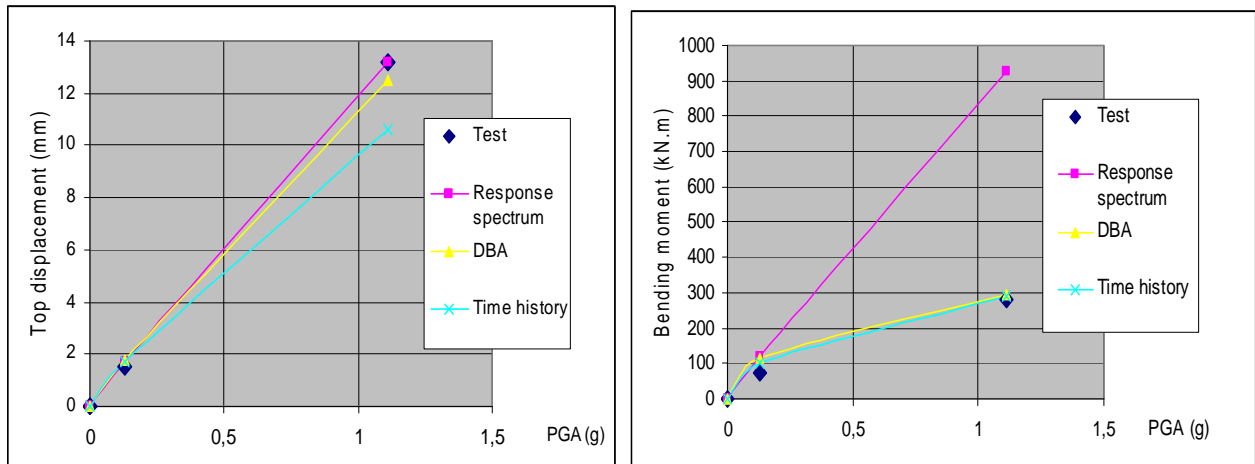 Top displacement (mm)
14
12
10
8
6
4
2
0
0
0,5
1
1,5
PGA (g)
Test
Response
spectrum
DBA
Time history
Bending moment (kN.m)
1000
900
800
700
600
500
400
300
200
100
0
0
0,5
1
1,5
PGA (g)
Test
Response
spectrum
DBA
Time history